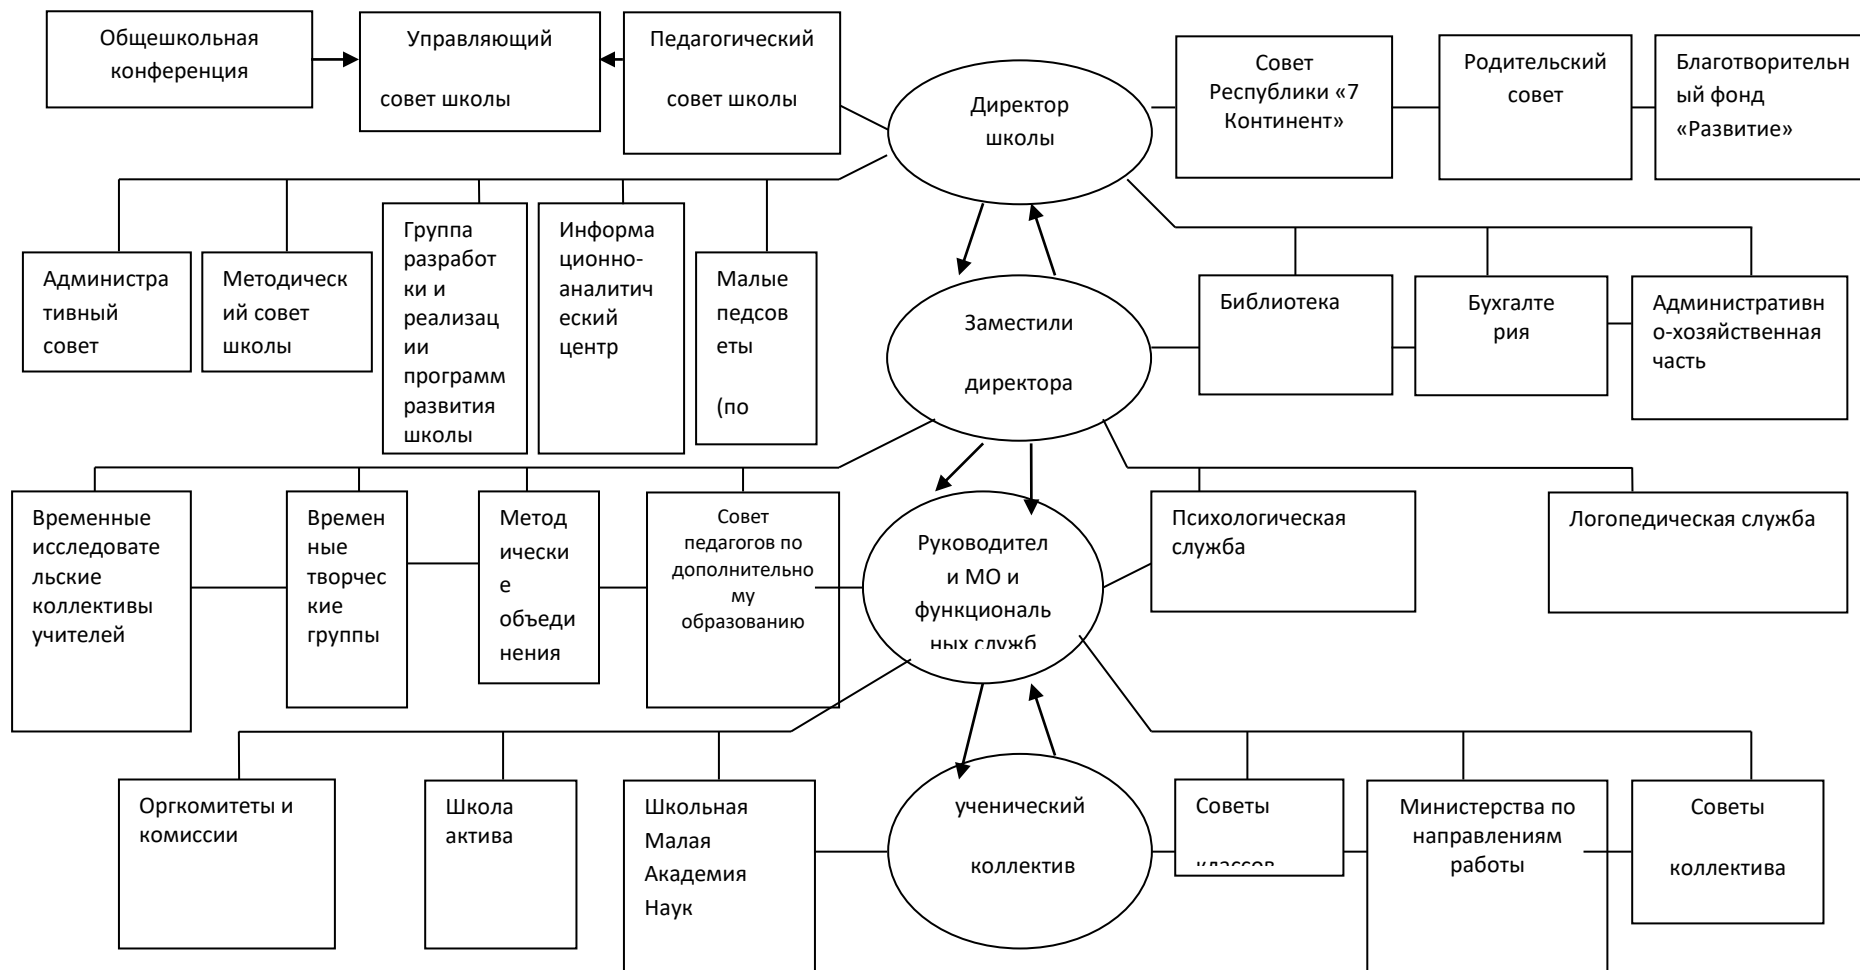 Общешкольная
конференция
Управляющий
совет школы
Педагогический
совет школы
Директор
школы
Совет
Республики «7
Континент»
Родительский
совет
Благотворительн
ый фонд
«Развитие»
Администра
тивный
совет
Методическ
ий совет
школы
Группа
разработ
ки и
реализац
ии
программ
развития
школы
Информа
ционно-
аналитич
еский
центр
Малые
педсов
еты
(по
Заместили
директора
Библиотека
Бухгалте
рия
Административн
о-хозяйственная
часть
Временные
исследовате
льские
коллективы
учителей
Времен
ные
творчес
кие
группы
Метод
ически
е
объеди
нения
Совет
педагогов по
дополнительно
му
образованию
Руководител
и МО и
функциональ
ных служб
Психологическая
служба
Логопедическая служба
Оргкомитеты и
комиссии
Школа
актива
Школьная
Малая
Академия
Наук
ученический
коллектив
Советы
классов
Министерства по
направлениям
работы
Советы
коллектива